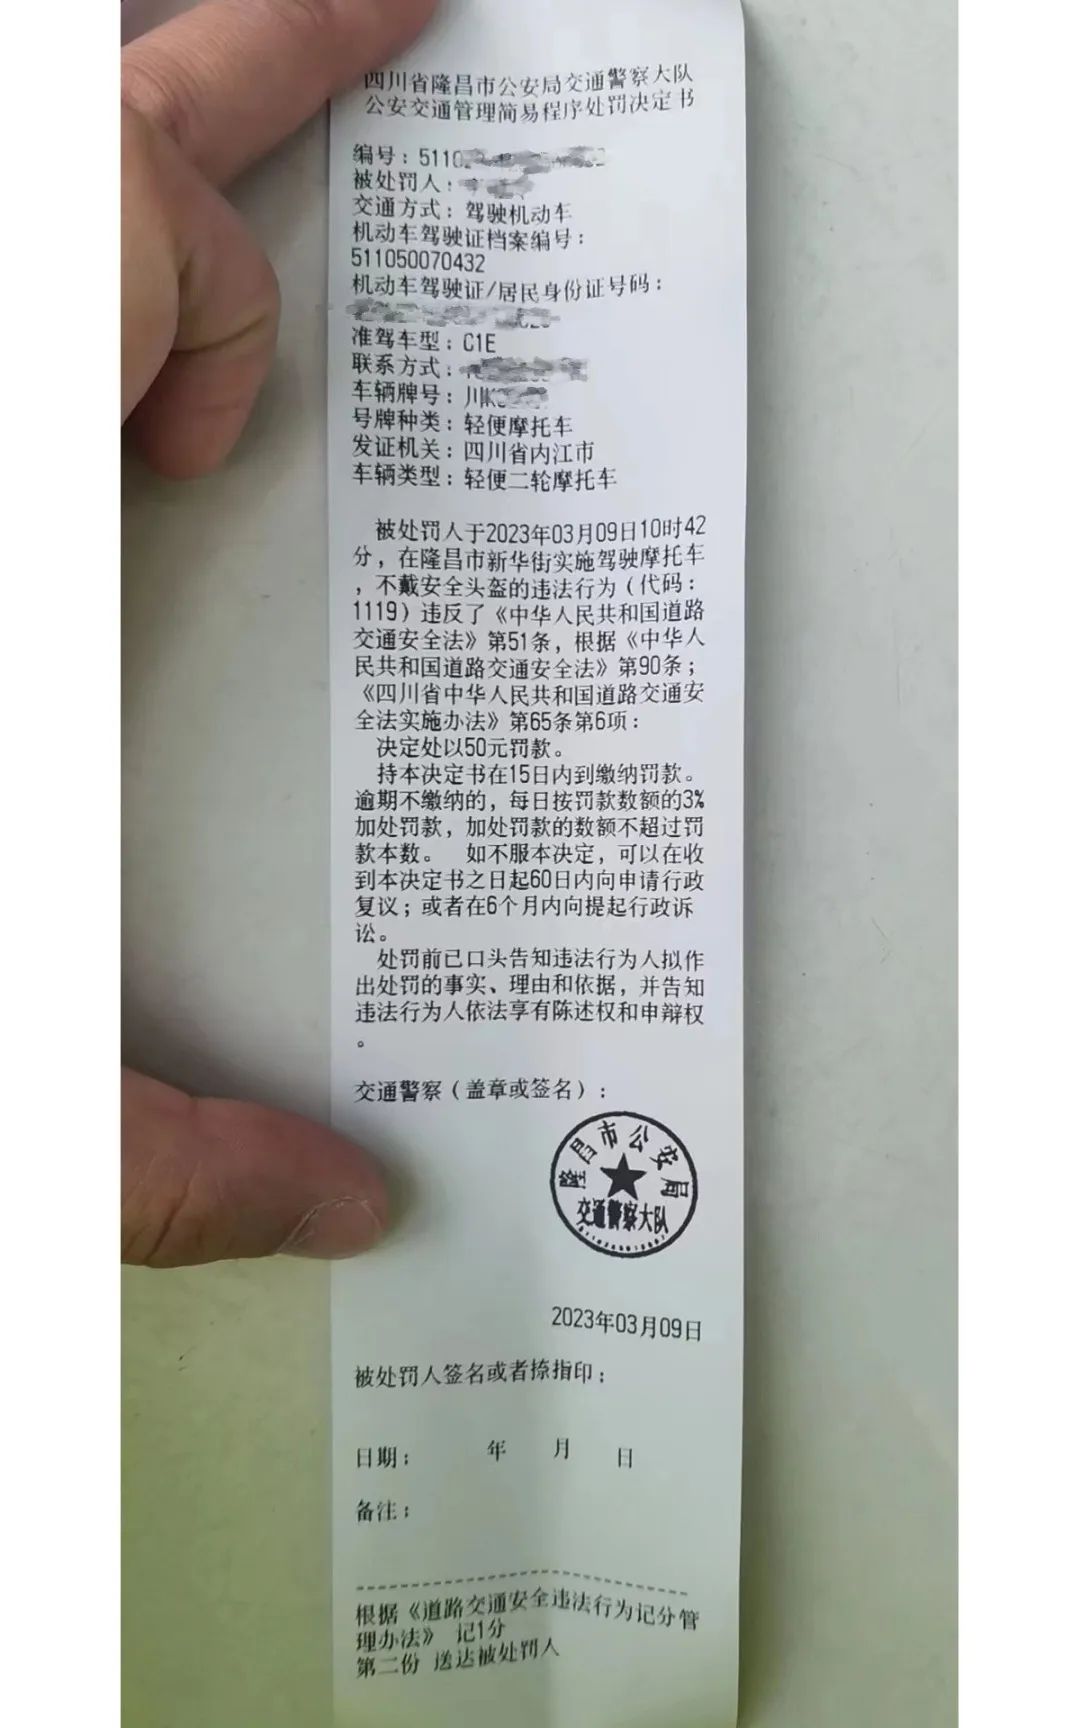 四川省隆昌市公安局交通警察大队
公安交通管理简易程序处罚决定书
编号：5110
被处罚人：
交通方式：驾驶机动车
机动车驾驶证档案编号：
511050070432
机动车驾驶证/居民身份证号码：
准驾车型：C1E
联系方式：
车辆牌号：川K
号牌种类：轻便摩托车
发证机关：四川省内江市
车辆类型：轻便二轮摩托车
被处罚人于2023年03月09日10时42
分，在隆昌市新华街实施驾驶摩托车
，不戴安全头盔的违法行为（代码：
1119）违反了《中华人民共和国道路
交通安全法》第51条，根据《中华人
民共和国道路交通安全法》第90条；
《四川省中华人民共和国道路交通安
全法实施办法》第65条第6项：
决定处以50元罚款。
持本决定书在15日内到缴纳罚款。
逾期不缴纳的，每日按罚款数额的3%
加处罚款，加处罚款的数额不超过罚
款本数。 如不服本决定，可以在收
到本决定书之日起60日内向申请行政
复议；或者在6个月内向提起行政诉
讼。
处罚前已口头告知违法行为人拟作
出处罚的事实、理由和依据，并告知
违法行为人依法享有陈述权和申辩权
。
交通警察（盖章或签名）：
隆昌市公安局
交通警察大队
2023年03月09日
被处罚人签名或者捺指印：
日期： 年 月 日
备注：
根据《道路交通安全违法行为记分管
理办法》 记1分
第二份 送达被处罚人